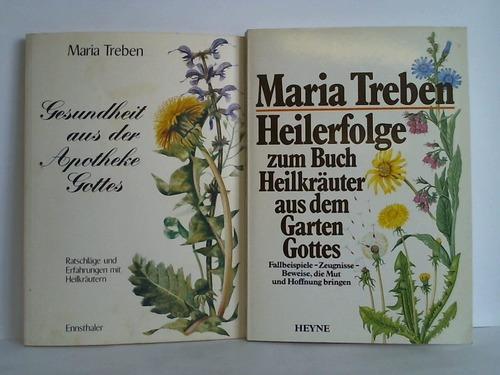 Maria Treben
Gesundheit
aus der
Apotheke
Gottes
Ratschläge und
Erfahrungen mit
Heilkräutern
Ennsthaler
Maria Treben
Heilerfolge
zum Buch
Heilkräuter
aus dem
Garten
Gottes
Fallbeispiele - Zeugnisse -
Beweise, die Mut
und Hoffnung bringen
HEYNE